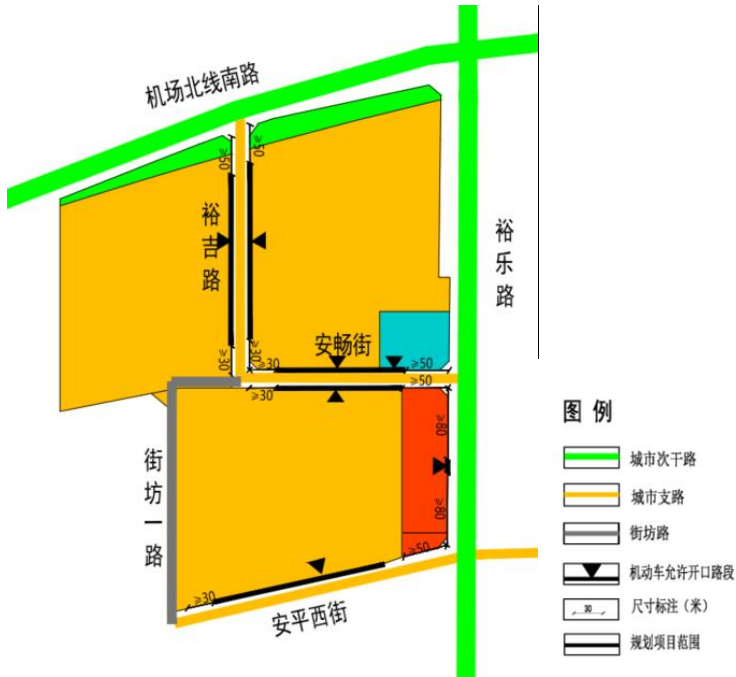 机场北线南路
≥50
≥50
裕吉路
裕乐路
安畅街
≥30
≥30
≥30
≥50
≥50
≥30
图例
≥80
街坊一路
城市次干路
城市支路
≥80
街坊路
≥50
机动车允许开口路段
≥30
30
尺寸标注（米）
安平西街
规划项目范围